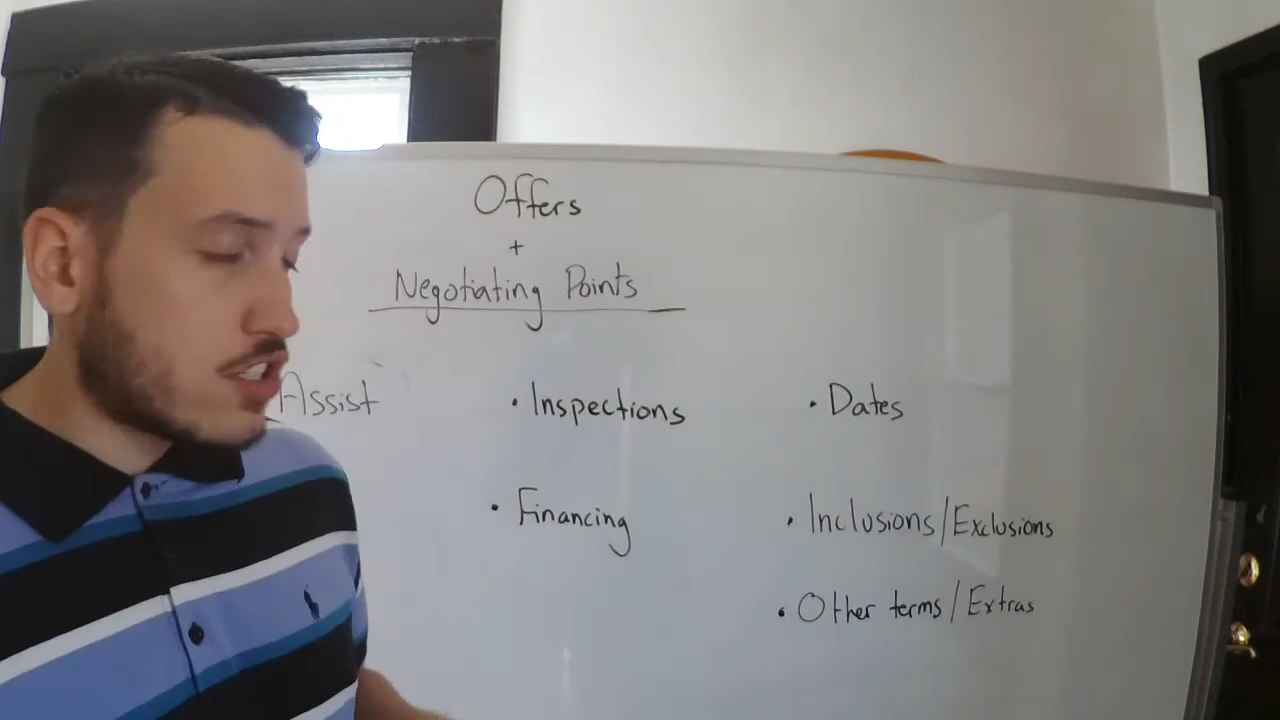 Offers
+
Negotiating Points
Assist
• Inspections
• Dates
• Financing
• Inclusions/Exclusions
• Other terms/Extras